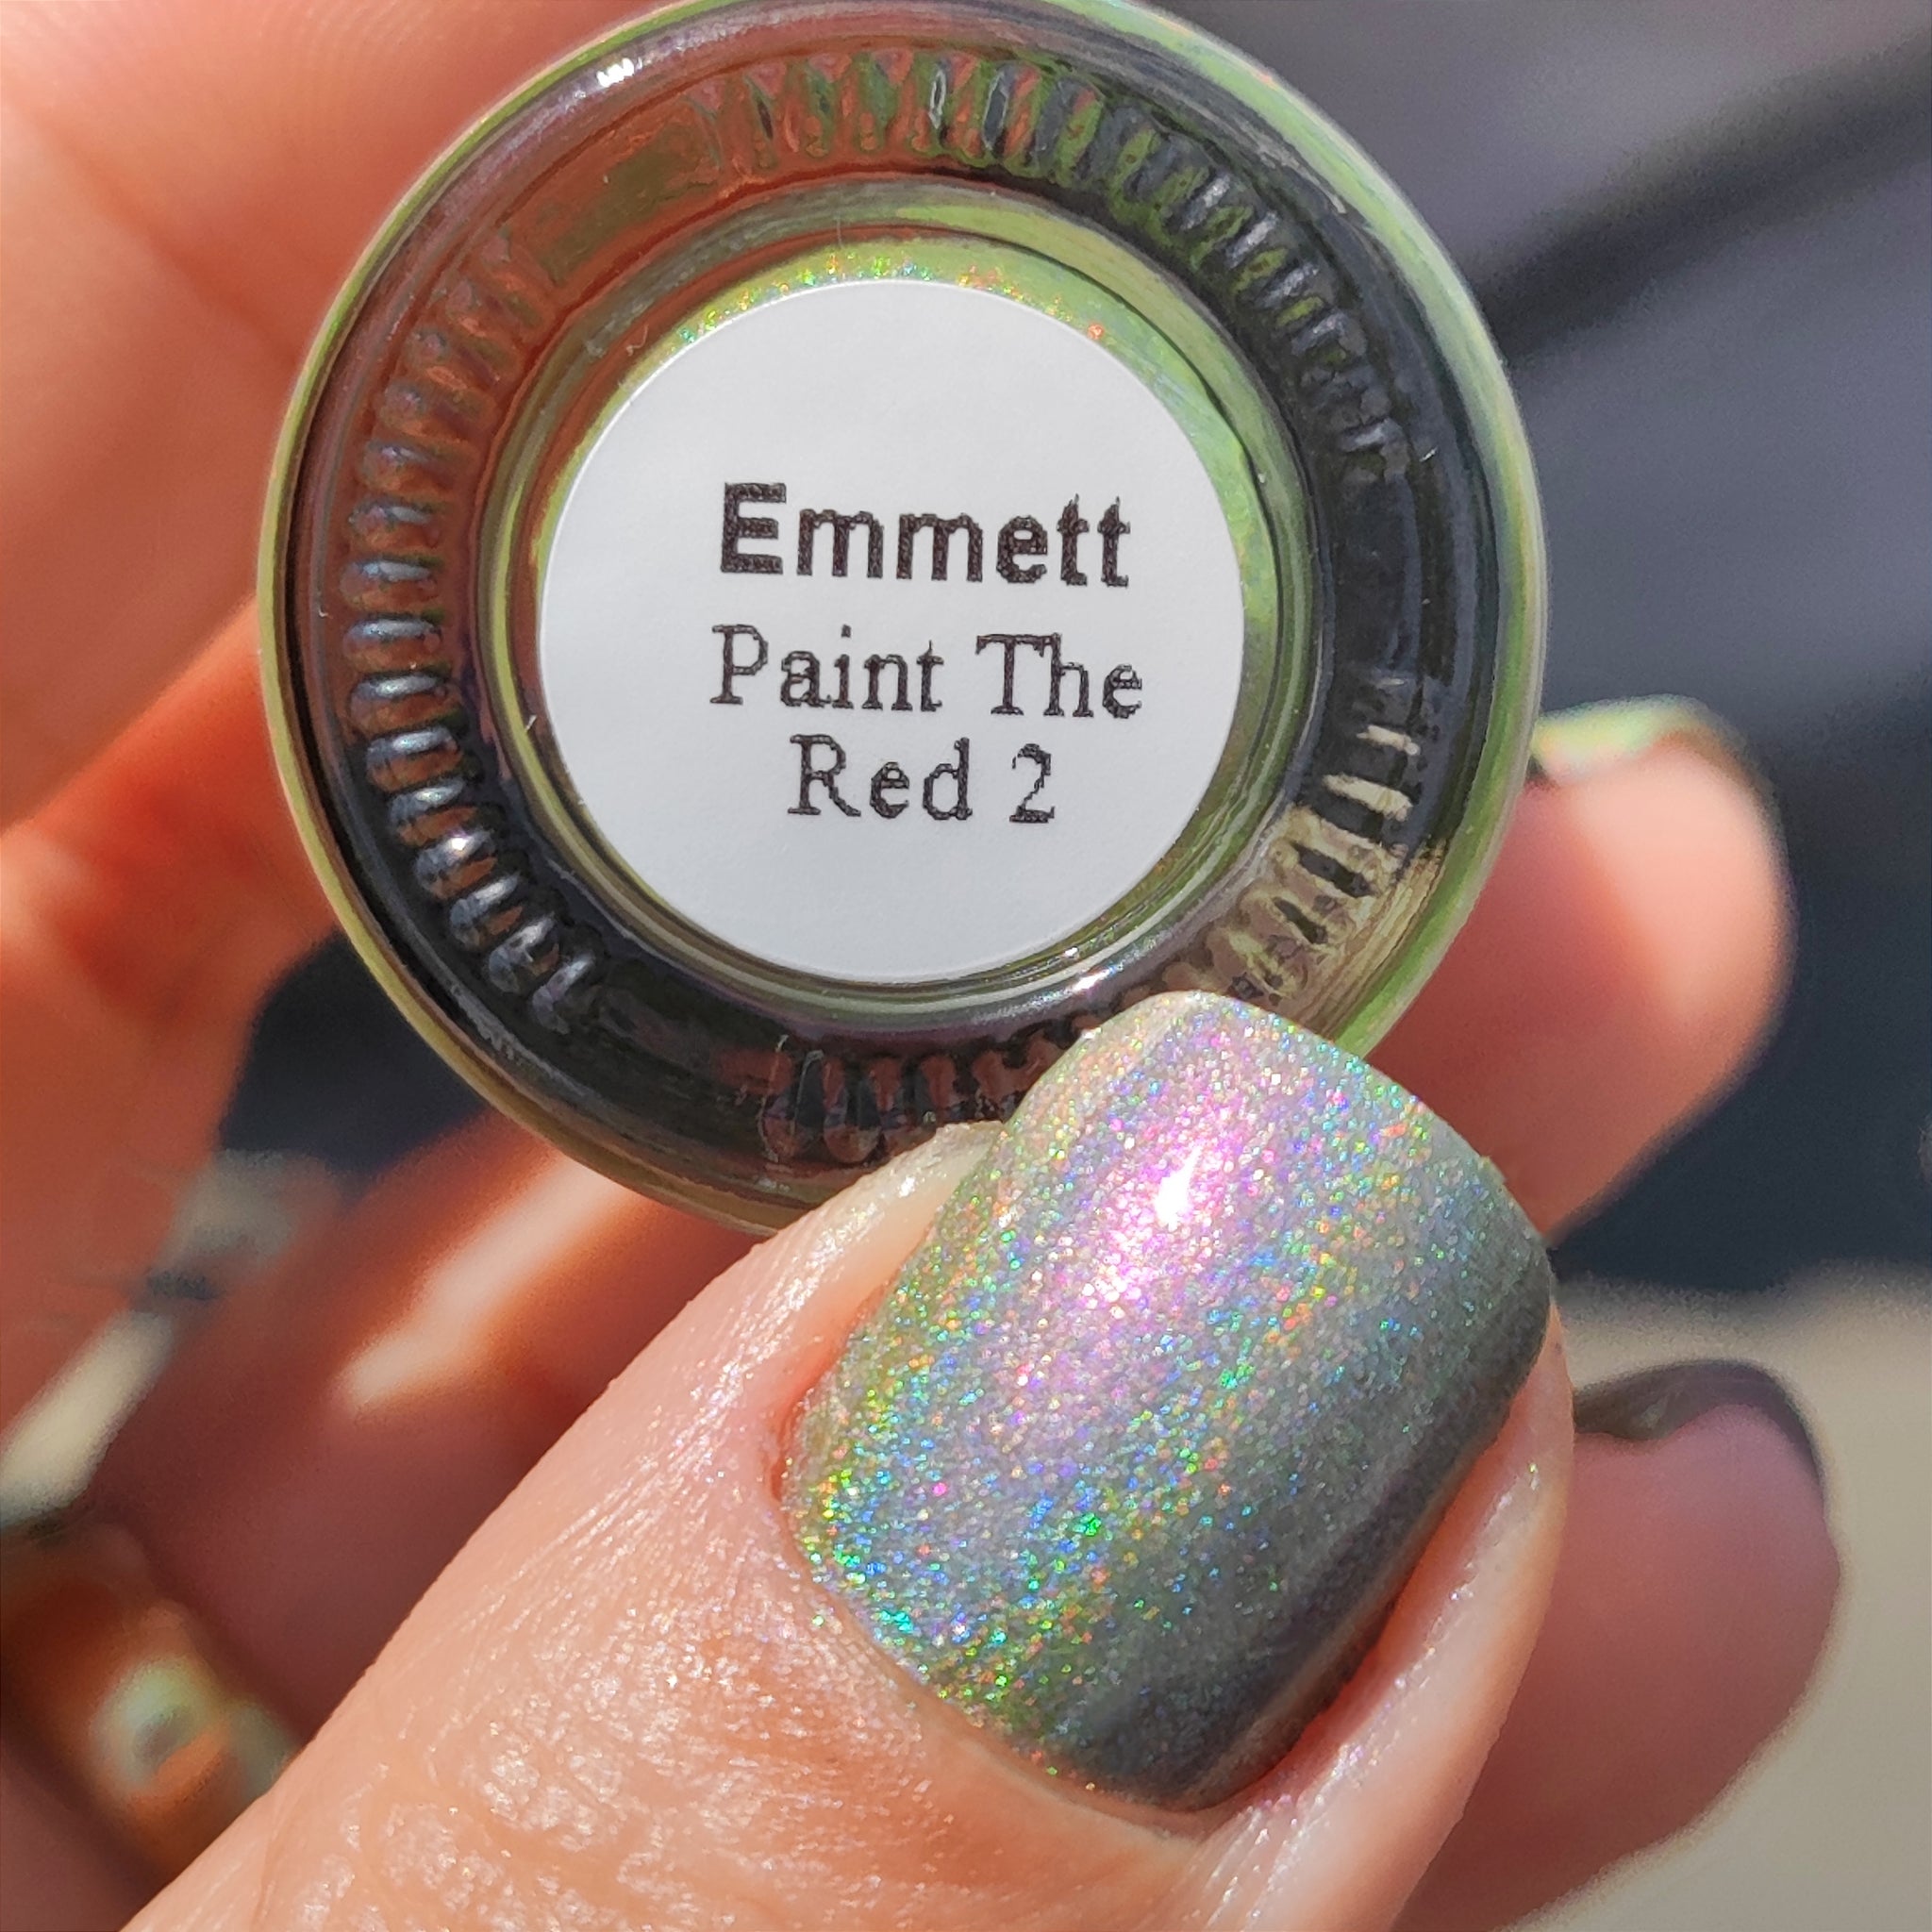 Emmett
Paint The
Red 2